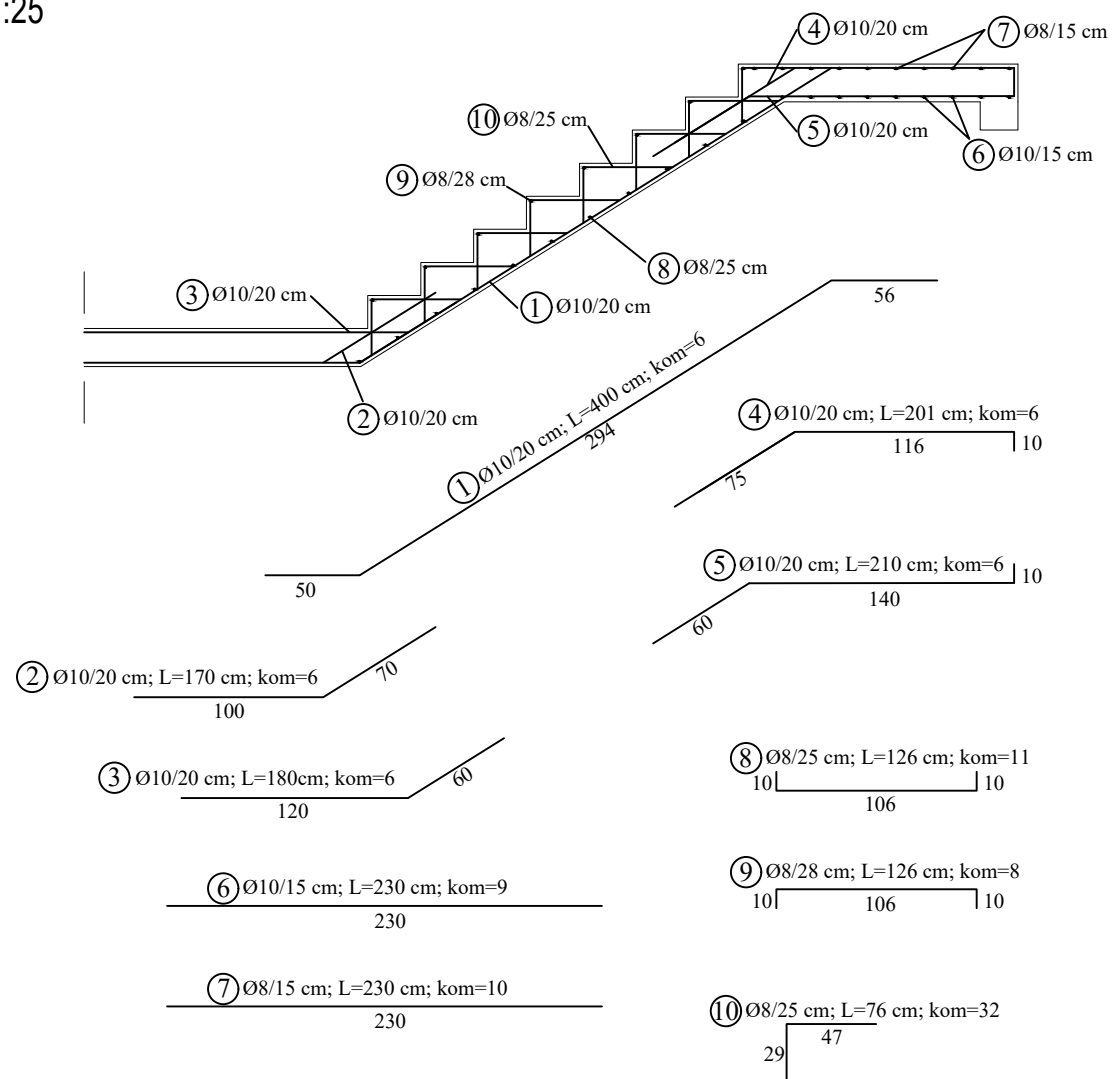 :25
4 Ø10/20 cm
7 Ø8/15 cm
10 Ø8/25 cm
5 Ø10/20 cm
6 Ø10/15 cm
9 Ø8/28 cm
8 Ø8/25 cm
3 Ø10/20 cm
1 Ø10/20 cm
2 Ø10/20 cm
1 Ø10/20 cm; L=400 cm; kom=6
56
294
50
4 Ø10/20 cm; L=201 cm; kom=6
116
10
75
5 Ø10/20 cm; L=210 cm; kom=6
10
140
60
2 Ø10/20 cm; L=170 cm; kom=6
70
100
3 Ø10/20 cm; L=180cm; kom=6
60
120
8 Ø8/25 cm; L=126 cm; kom=11
10
10
106
6 Ø10/15 cm; L=230 cm; kom=9
230
9 Ø8/28 cm; L=126 cm; kom=8
10
106
10
7 Ø8/15 cm; L=230 cm; kom=10
230
10 Ø8/25 cm; L=76 cm; kom=32
47
29